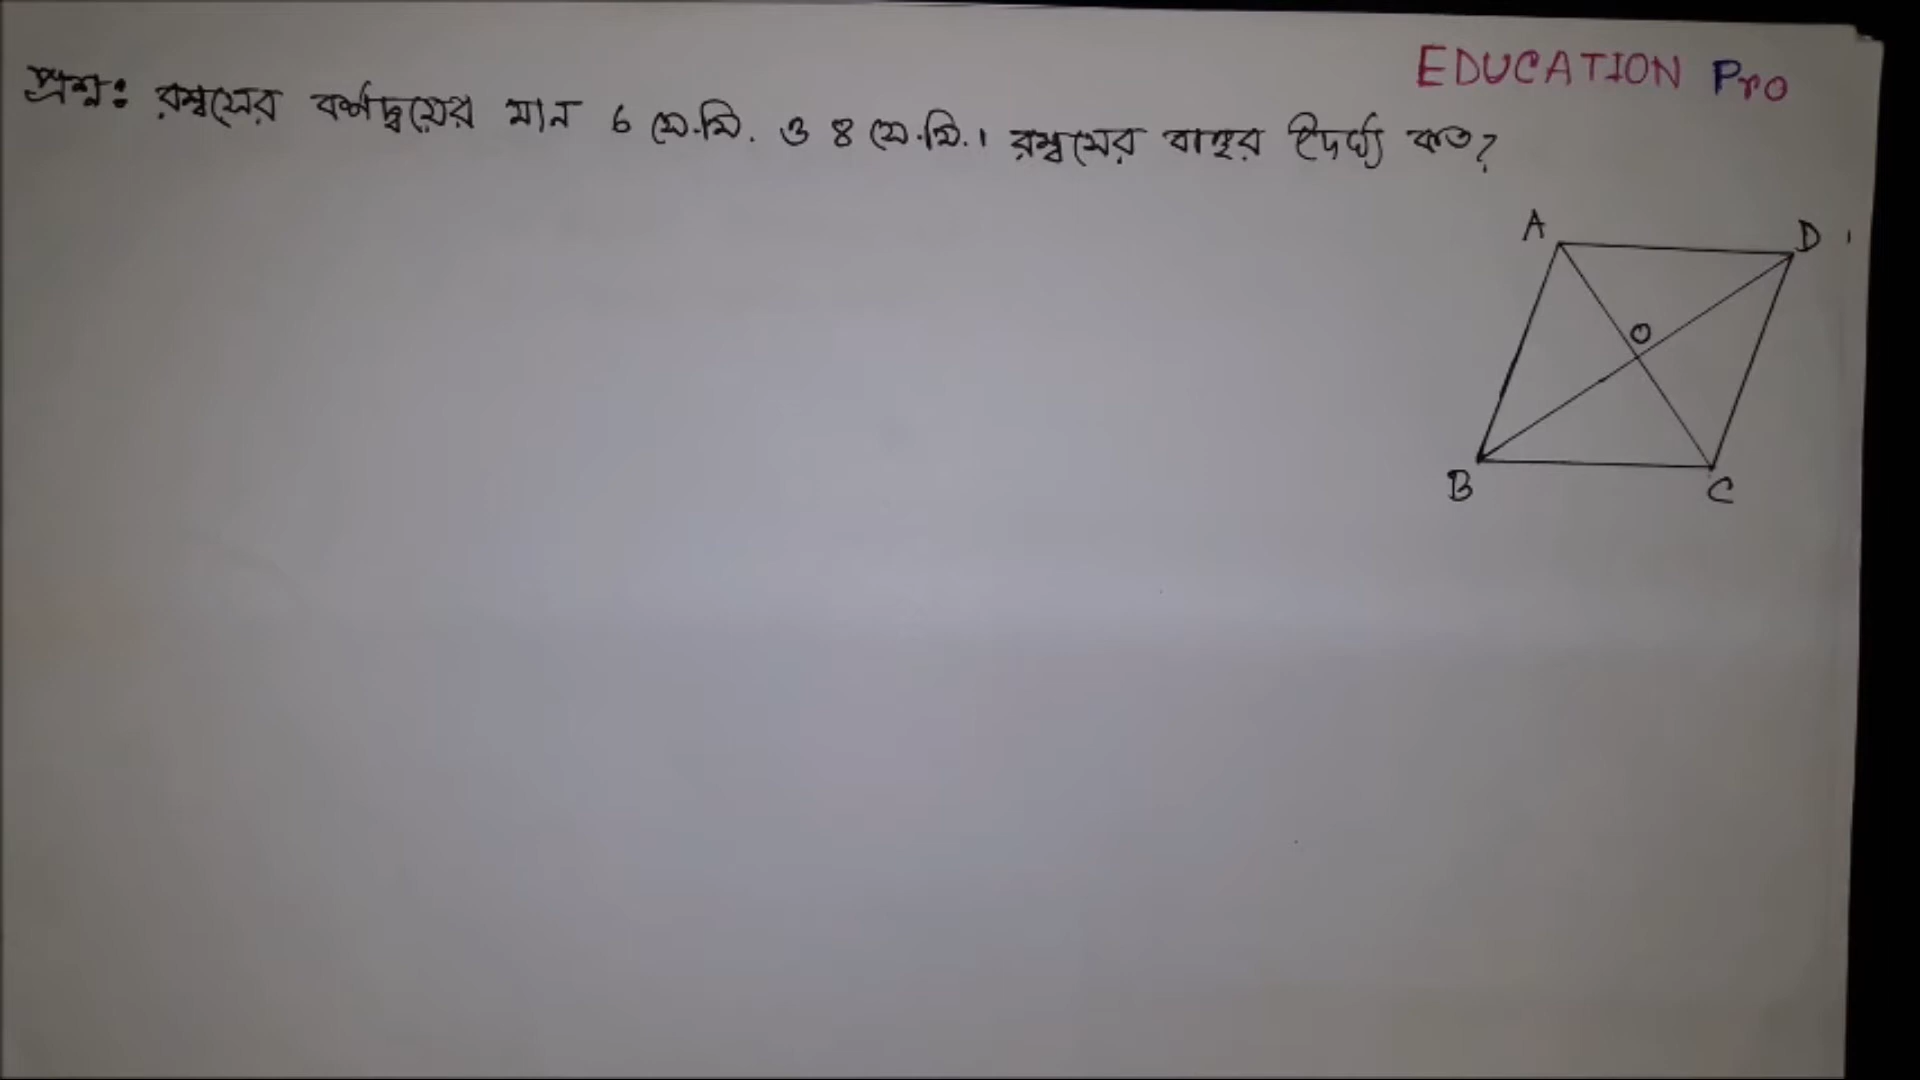 EDUCATION Pro
প্রশ্ন: রম্বসের কর্ণদ্বয়ের মান 6 সে.মি. ও 8 সে.মি.। রম্বসের বাহুর দৈর্ঘ্য কত?
A D
O
B C